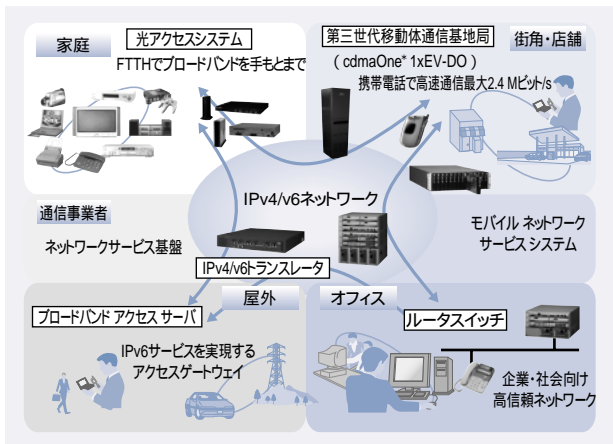 家庭
光アクセスシステム
FTTHでブロードバンドを手もとまで
第三世代移動体通信基地局
（cdmaOne* 1xEV-DO）
携帯電話で高速通信最大2.4 Mビット/s
街角・店舗
IPv4/v6ネットワーク
通信事業者
ネットワークサービス基盤
モバイル ネットワーク
サービス システム
IPv4/v6トランスレータ
屋外
オフィス
ブロードバンド アクセス サーバ
IPv6サービスを実現する
アクセスゲートウェイ
ルータスイッチ
企業・社会向け
高信頼ネットワーク